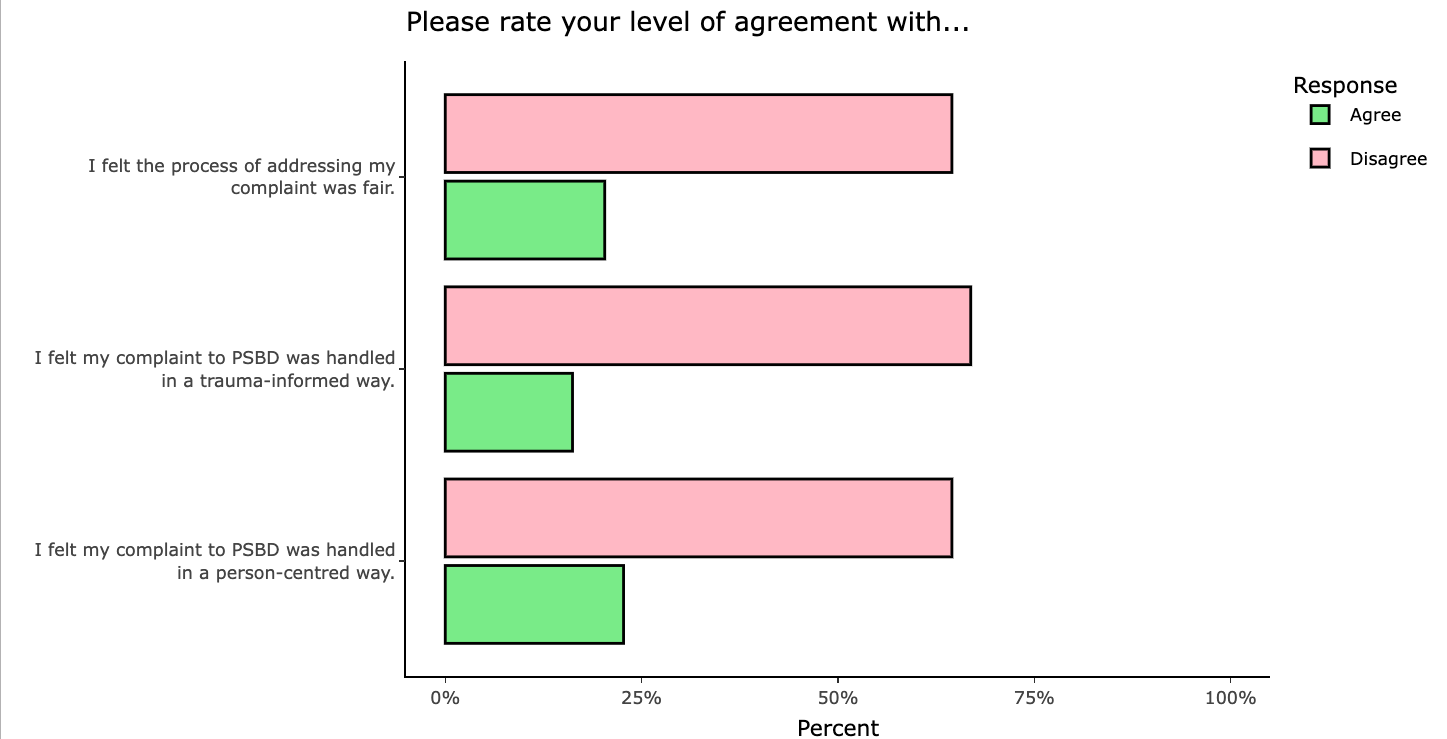 Please rate your level of agreement with...
Response
Agree
Disagree
I felt the process of addressing my
complaint was fair.
I felt my complaint to PSBD was handled
in a trauma-informed way.
I felt my complaint to PSBD was handled
in a person-centred way.
0% 25% 50% 75% 100%
Percent